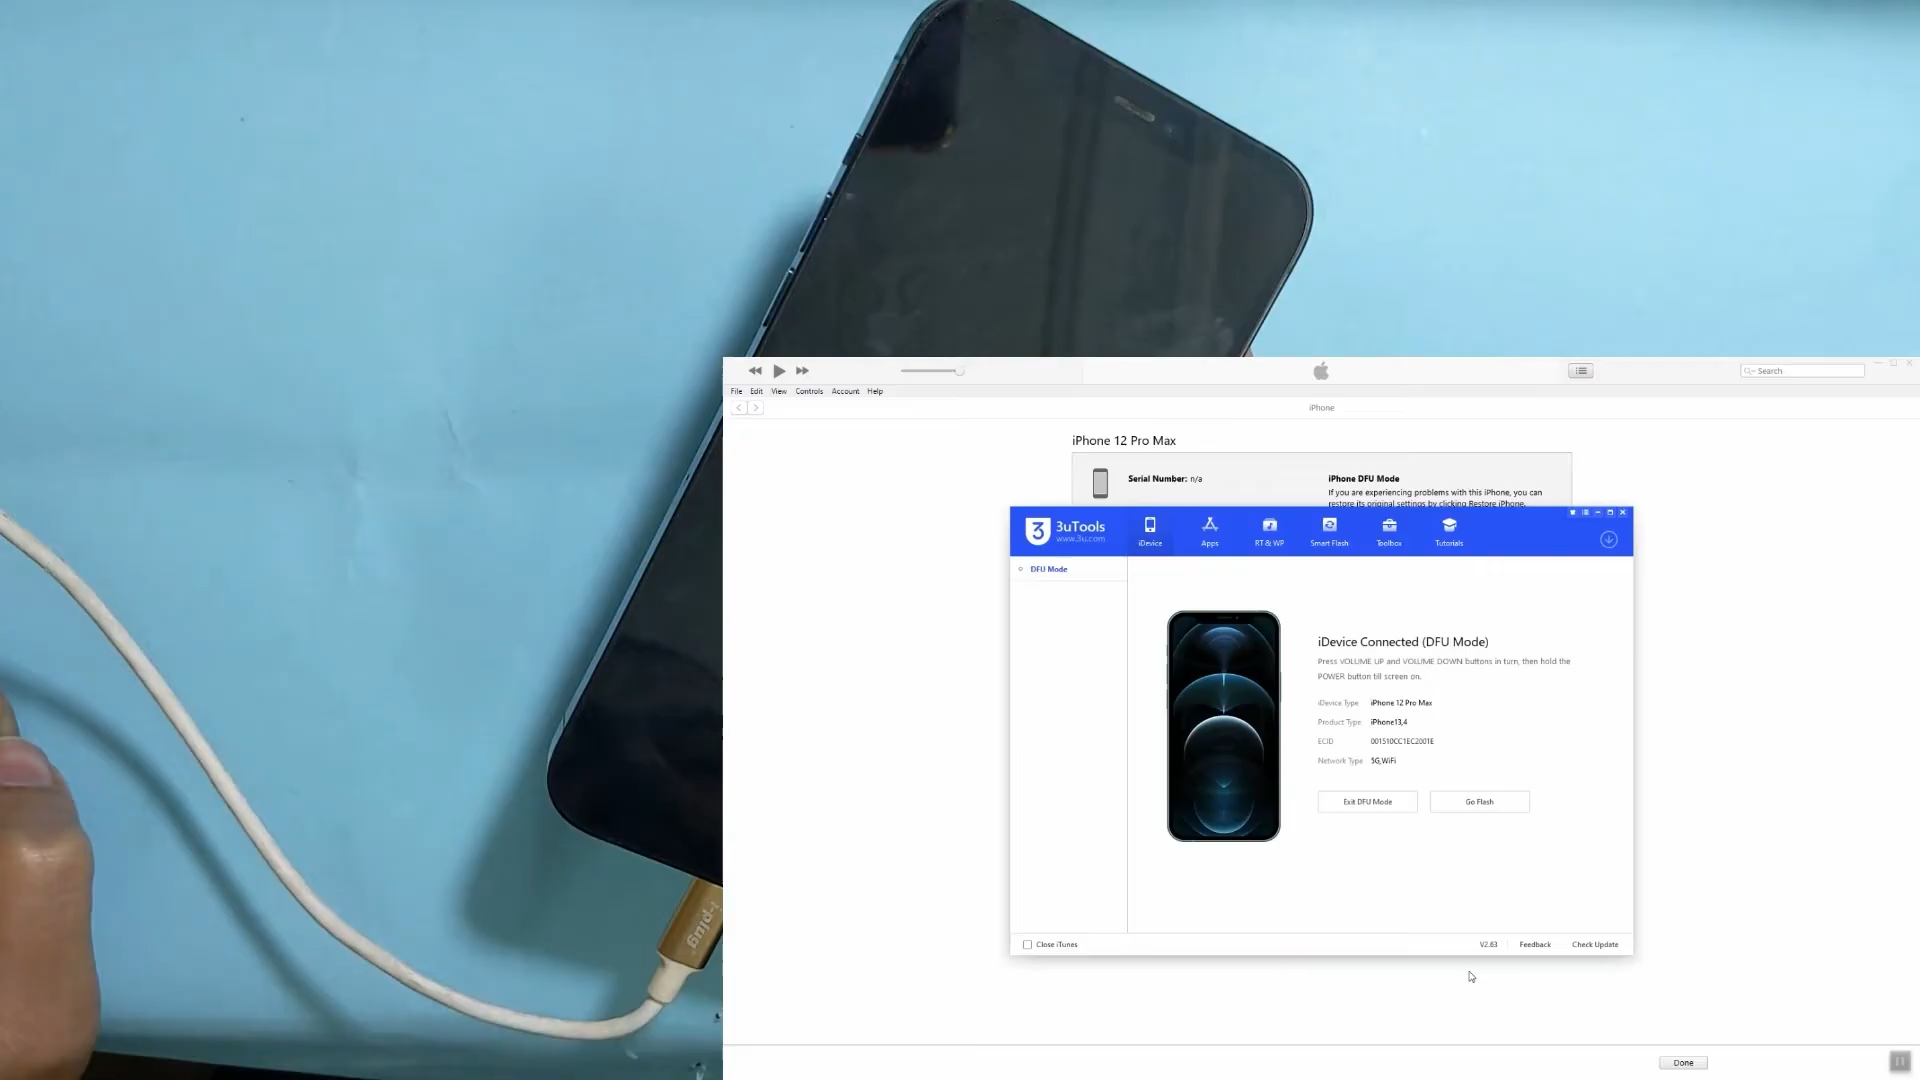 Search
File Edit View Controls Account Help
iPhone
iPhone 12 Pro Max
Serial Number: n/a
iPhone DFU Mode
If you are experiencing problems with this iPhone, you can
restore its original settings by clicking Restore iPhone.
3 3uTools
www.3u.com
iDevice Apps RT & WP Smart Flash Toolbox Tutorials
DFU Mode
iDevice Connected (DFU Mode)
Press VOLUME UP and VOLUME DOWN buttons in turn, then hold the
POWER button till screen on.
iDevice Type iPhone 12 Pro Max
Product Type iPhone13,4
ECID 001510CC1EC2001E
Network Type 5G,WiFi
Exit DFU Mode Go Flash
i-plug
Close iTunes V2.63 Feedback Check Update
Done